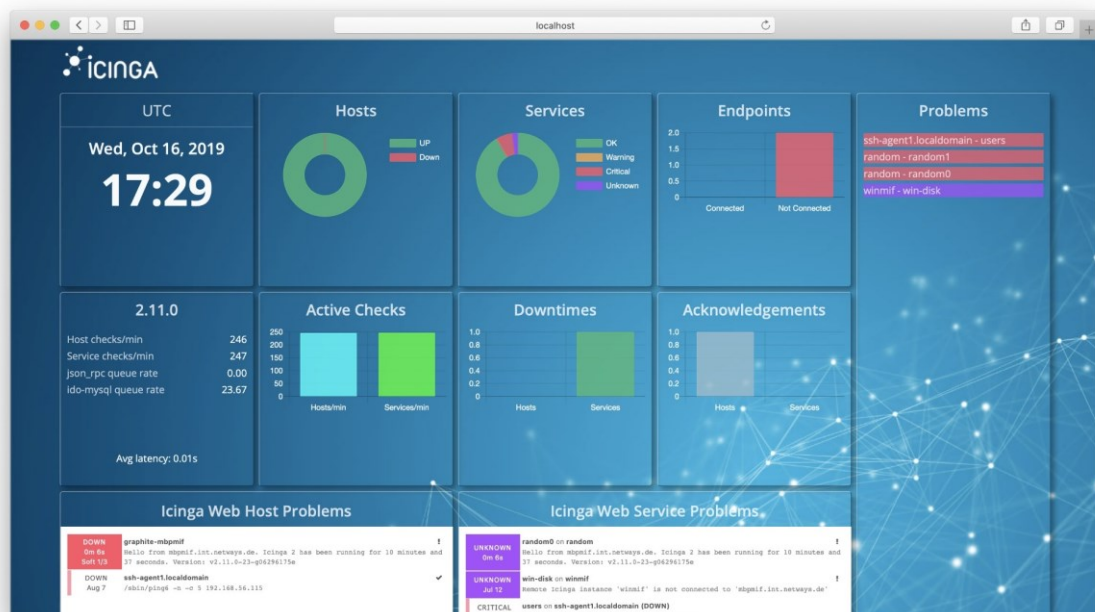 localhost
ICINGA
UTC
Wed, Oct 16, 2019
17:29
Hosts
UP
Down
Services
OK
Warning
Critical
Unknown
Endpoints
2.0
1.5
1.0
0.5
0
Connected
Not Connected
Problems
ssh-agent1.localdomain - users
random - random1
random - random0
winmif - win-disk
2.11.0
Host checks/min 246
Service checks/min 247
json_rpc queue rate 0.00
ido-mysql queue rate 23.67
Avg latency: 0.01s
Active Checks
250
200
150
100
50
0
Hosts/min
Services/min
Downtimes
1.0
0.8
0.6
0.4
0.2
0
Hosts
Services
Acknowledgements
1.0
0.8
0.6
0.4
0.2
0
Hosts
Services
Icinga Web Host Problems
DOWN
0m 6s
Soft 1/3
graphite-mbpmif !
Hello from mbpmif.int.netways.de. Icinga 2 has been running for 10 minutes and
37 seconds. Version: v2.11.0-23-g06296175e
DOWN
Aug 7
ssh-agent1.localdomain
/sbin/ping6 -n -c 5 192.168.56.115
Icinga Web Service Problems
UNKNOWN
0m 6s
random0 on random !
Hello from mbpmif.int.netways.de. Icinga 2 has been running for 10 minutes and
37 seconds. Version: v2.11.0-23-g06296175e
UNKNOWN
Jul 12
win-disk on winmif !
Remote icinga instance 'winmif' is not connected to 'mbpmif.int.netways.de'
CRITICAL
users on ssh-agent1.localdomain (DOWN)